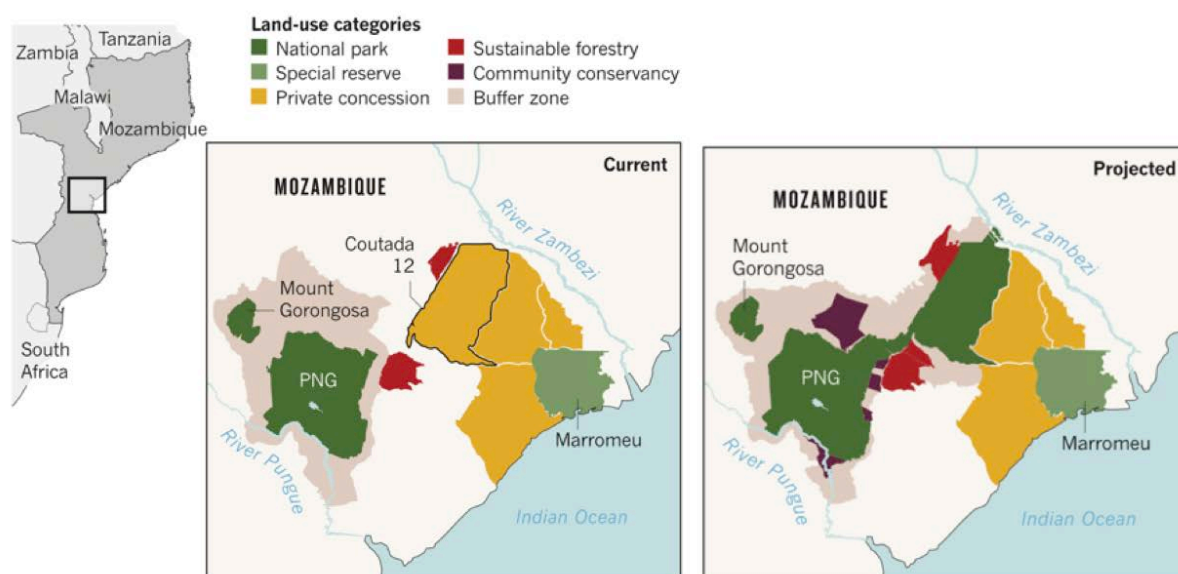 Tanzania
Zambia
Malawi
Mozambique
South
Africa
Land-use categories
National park
Special reserve
Private concession
Sustainable forestry
Community conservancy
Buffer zone
Current
MOZAMBIQUE
River Zambezi
Coutada
12
Mount
Gorongosa
PNG
Marromeu
River Pungue
Indian Ocean
Projected
MOZAMBIQUE
River Zambezi
Mount
Gorongosa
PNG
Marromeu
River Pungue
Indian Ocean